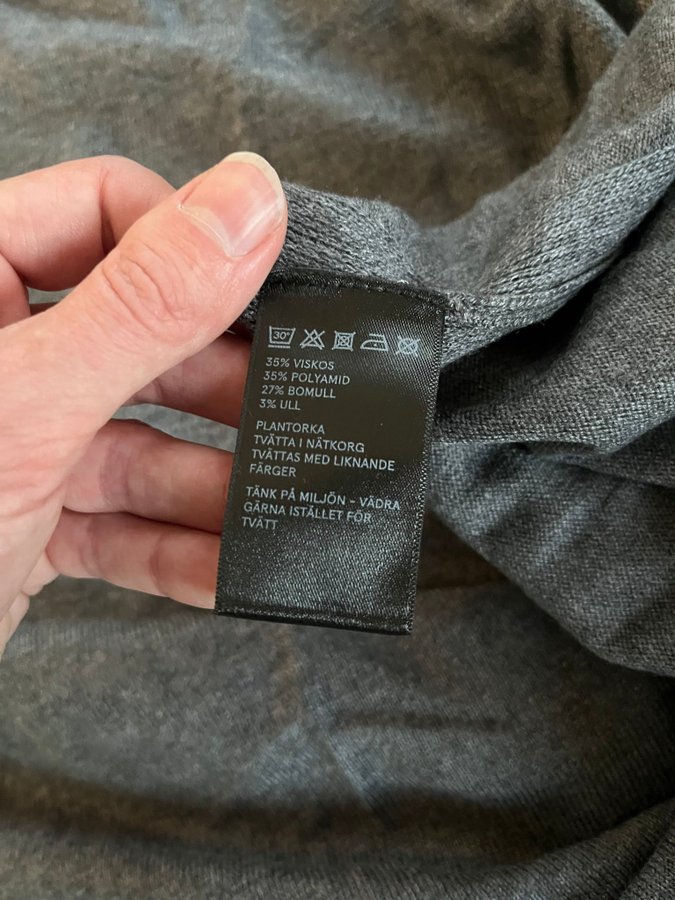 30°
35% VISKOS
35% POLYAMID
27% BOMULL
3% ULL
PLANTORKA
TVÄTTA I NÄTKORG
TVÄTTAS MED LIKNANDE
FÄRGER
TÄNK PÅ MILJÖN - VÄDRA
GÄRNA ISTÄLLET FÖR
TVÄTT